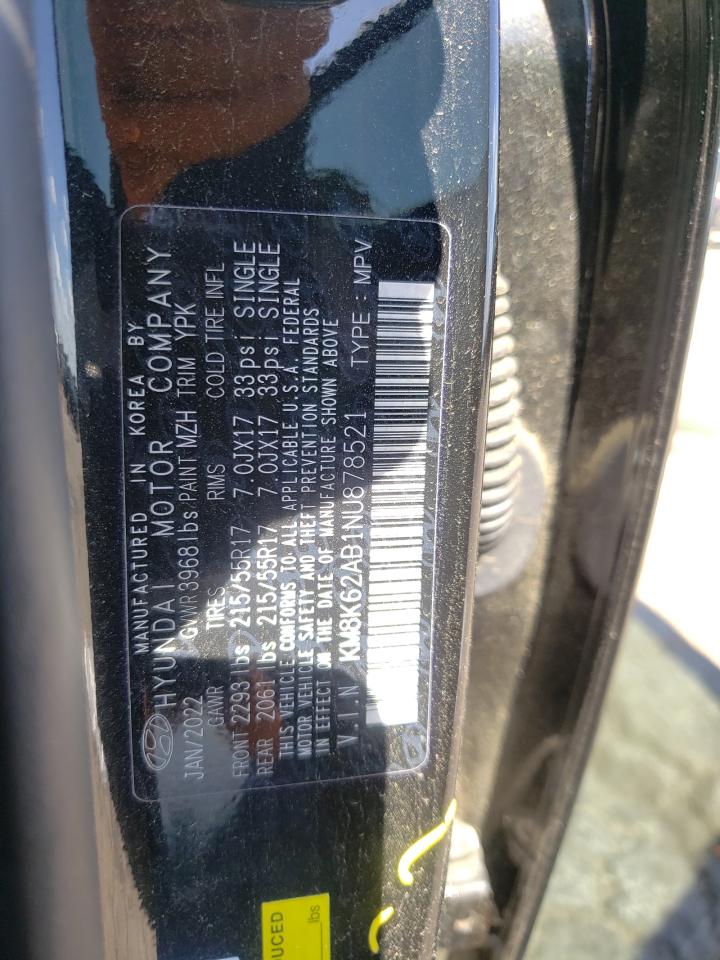 MANUFACTURED IN KOREA BY
HYUNDAI MOTOR COMPANY
JAN/2022 GVWR 3968lbs PAINT MZH TRIM YPK
GAWR TIRES RIMS COLD TIRE INFL
FRONT 2293lbs 215/55R17 7.0JX17 33psi SINGLE
REAR 2061lbs 215/55R17 7.0JX17 33psi SINGLE
THIS VEHICLE CONFORMS TO ALL APPLICABLE U.S.A. FEDERAL
MOTOR VEHICLE SAFETY AND THEFT PREVENTION STANDARDS
IN EFFECT ON THE DATE OF MANUFACTURE SHOWN ABOVE
V.I.N KM8K62AB1NU878521 TYPE : MPV
UCED
lbs